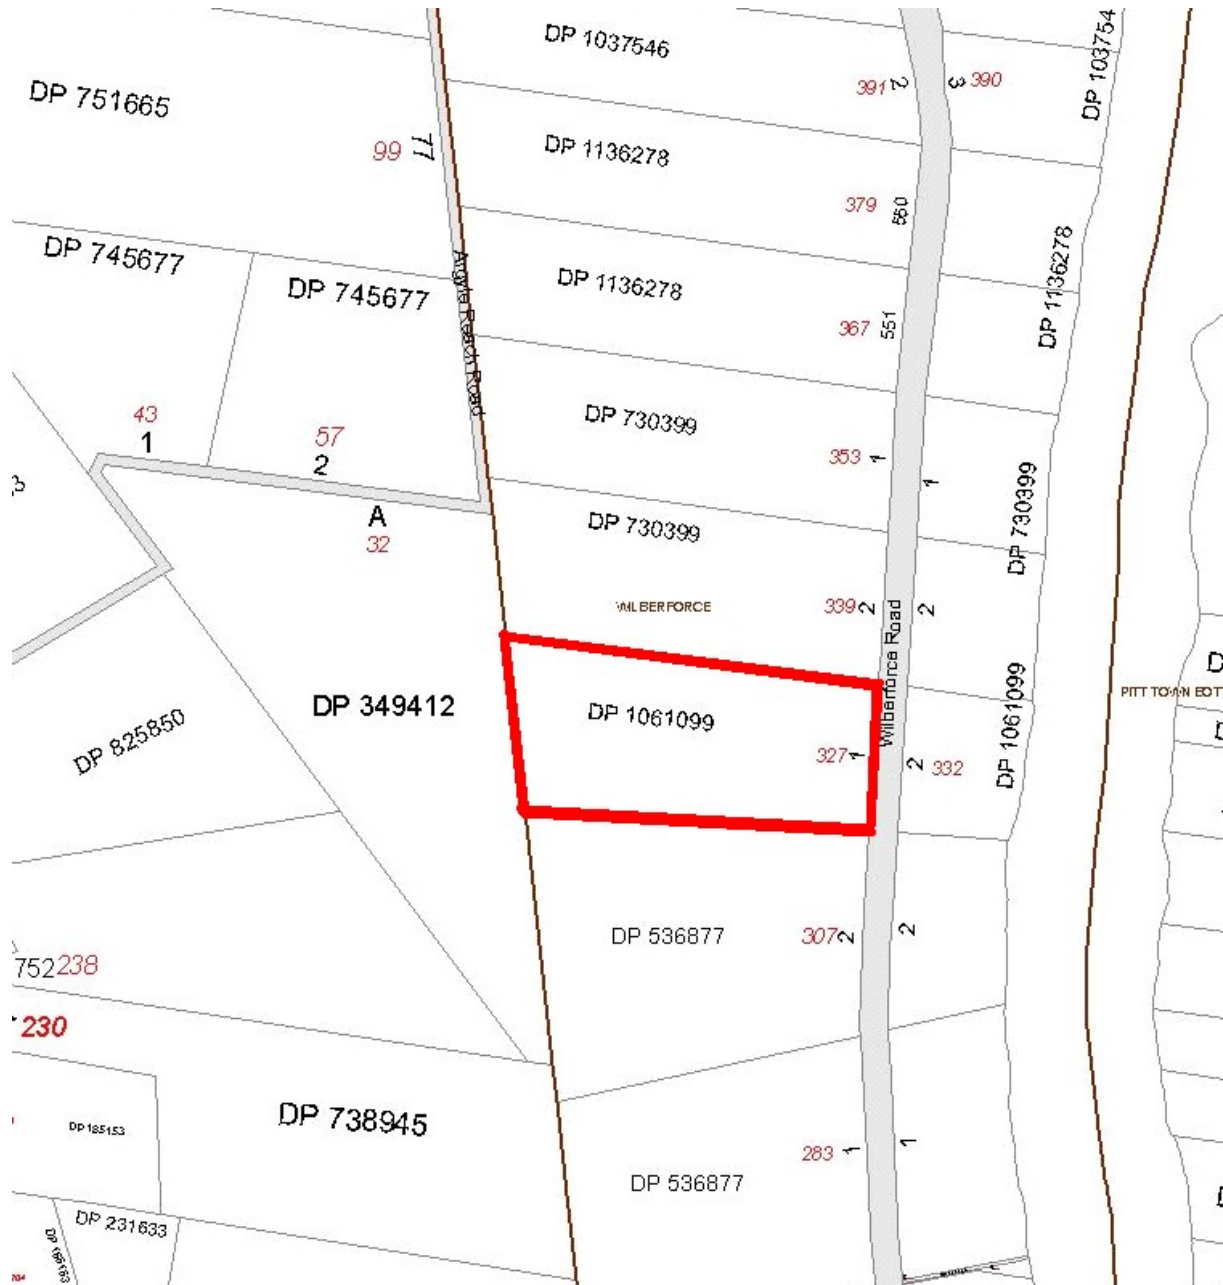 DP 1037546
DP 103754
391 2
3 390
DP 751665
99 77
DP 1136278
379
DP 745677
DP 745677
DP 1136278
DP 1136278
367 551
Argyle Reach Road
43
1
57
2
DP 730399
353 1
1
A
32
DP 730399
DP 730399
WILBERFORCE
339 2
2
Wilberforce Road
DP 349412
DP 825850
DP 1061099
DP 1061099
327 1
2 332
PITT TOWN BOTT
DP 536877
307 2
2
752 238
230
DP 185153
DP 738945
DP 536877
283 1
1
DP 231633